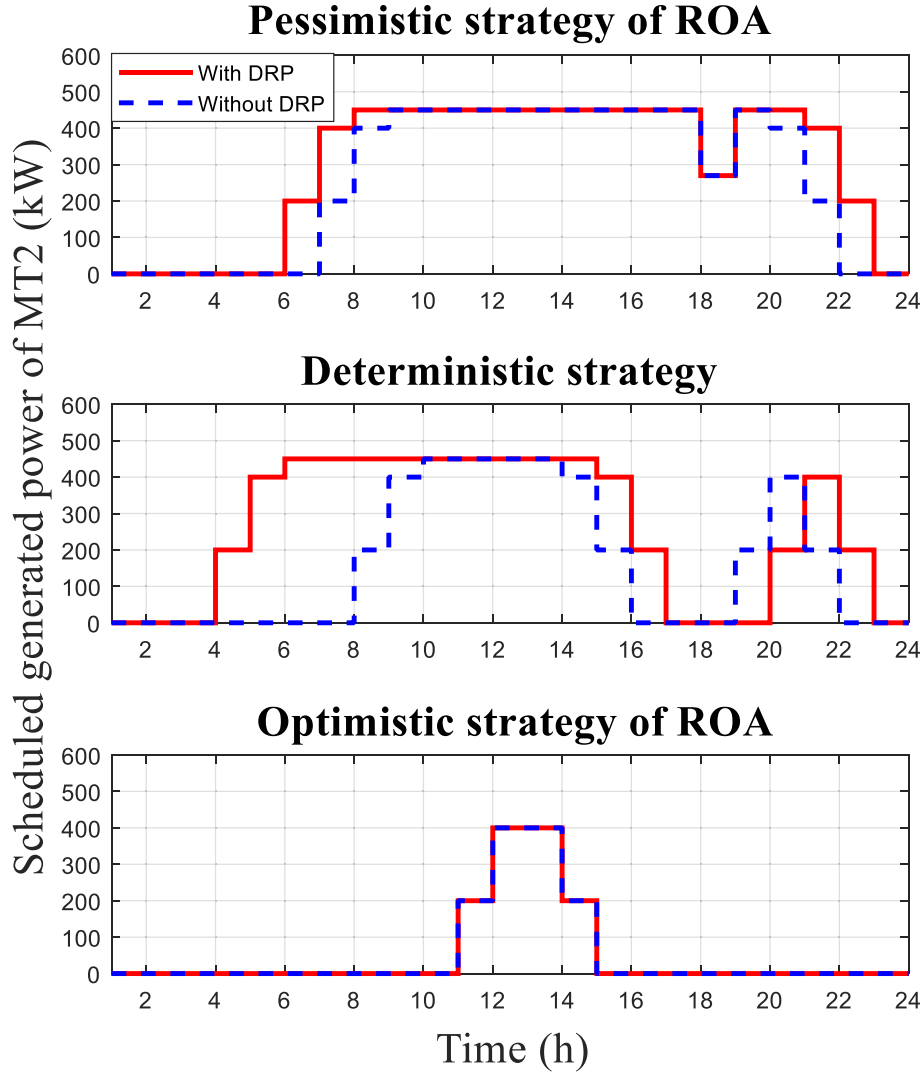 Pessimistic strategy of ROA
With DRP
Without DRP
600
500
400
300
200
100
0
2 4 6 8 10 12 14 16 18 20 22 24
Scheduled generated power of MT2 (kW)
Deterministic strategy
600
500
400
300
200
100
0
2 4 6 8 10 12 14 16 18 20 22 24
Optimistic strategy of ROA
600
500
400
300
200
100
0
2 4 6 8 10 12 14 16 18 20 22 24
Time (h)